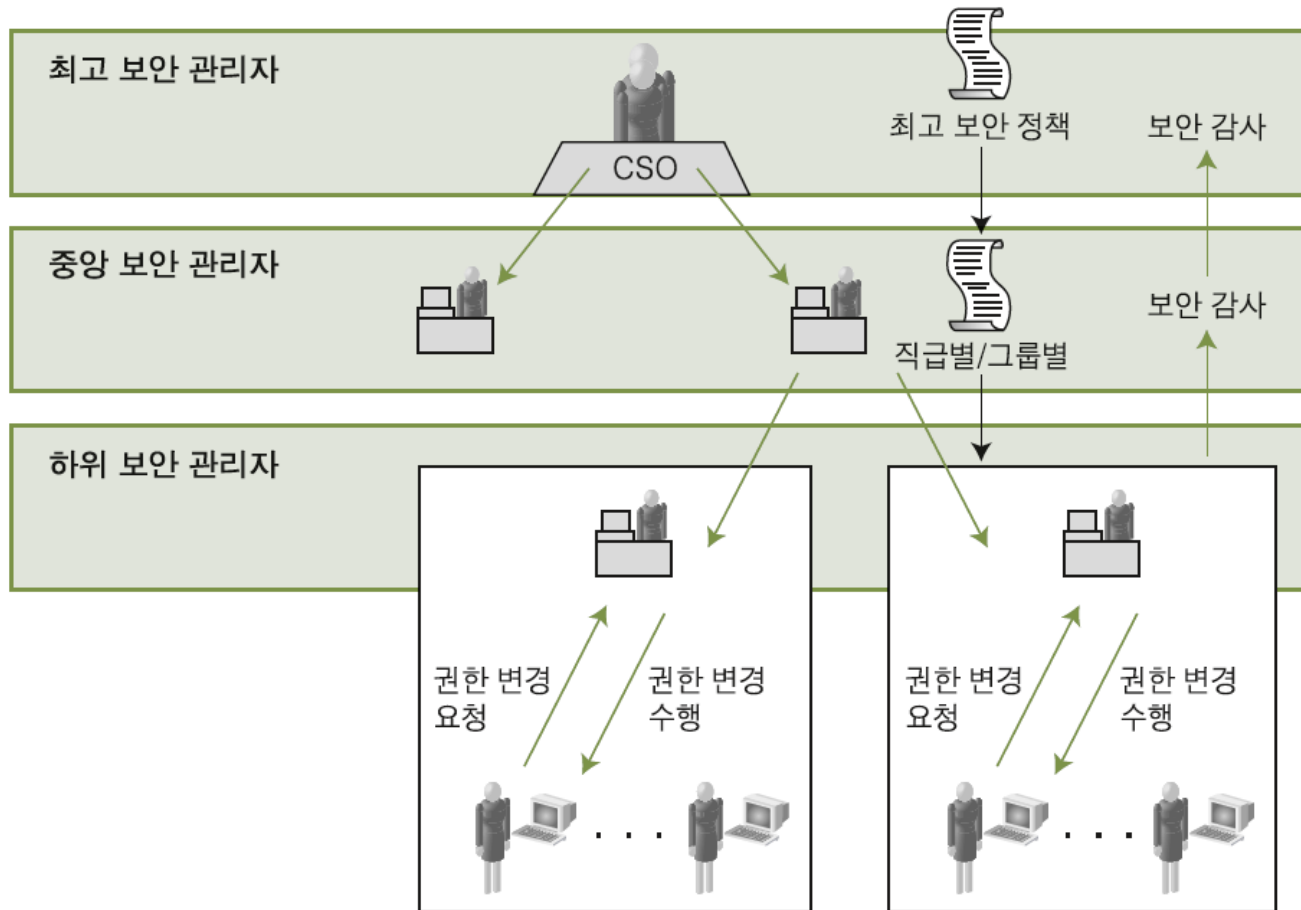 최고 보안 관리자
CSO
최고 보안 정책
보안 감사
중앙 보안 관리자
직급별/그룹별
보안 감사
하위 보안 관리자
권한 변경
요청
권한 변경
수행
권한 변경
요청
권한 변경
수행
. . .
. . .